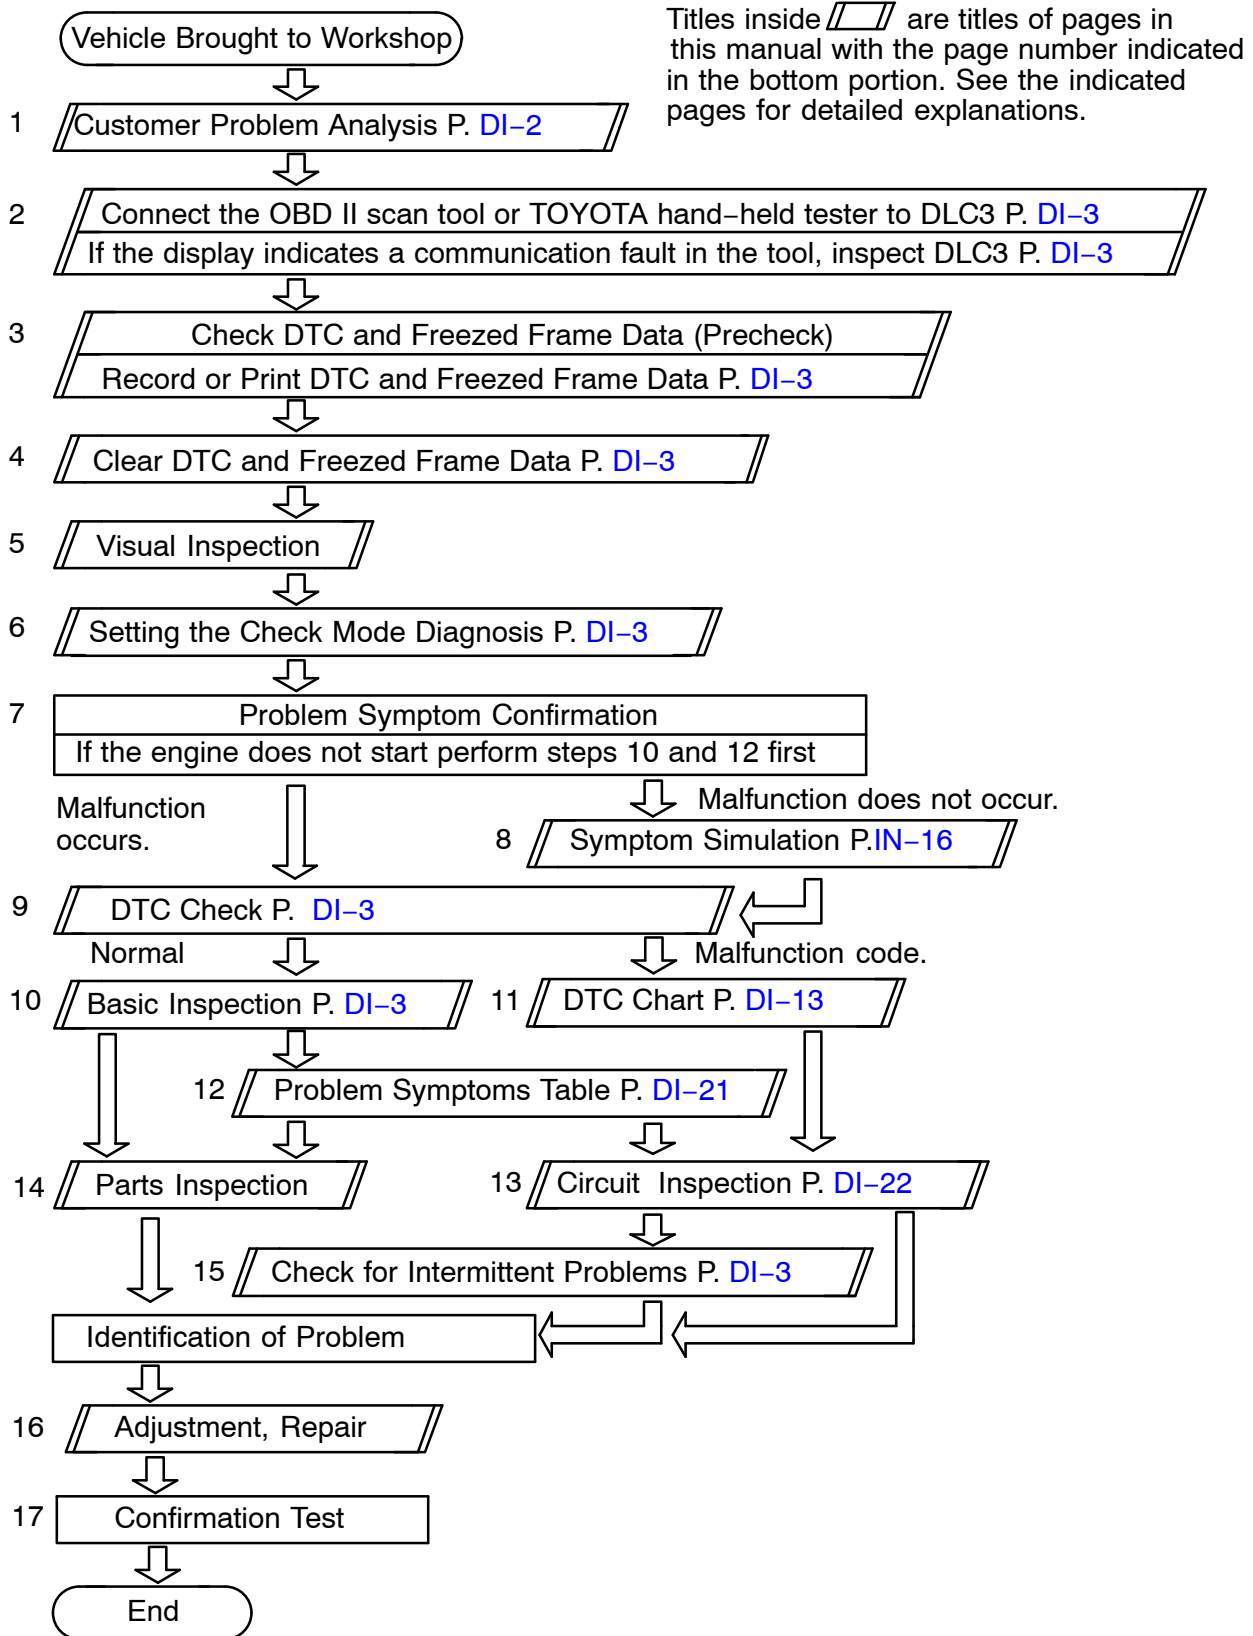 Vehicle Brought to Workshop
Titles inside are titles of pages in
this manual with the page number indicated
in the bottom portion. See the indicated
pages for detailed explanations.
1 Customer Problem Analysis P. DI–2
2 Connect the OBD II scan tool or TOYOTA hand–held tester to DLC3 P. DI–3
If the display indicates a communication fault in the tool, inspect DLC3 P. DI–3
3 Check DTC and Freezed Frame Data (Precheck)
Record or Print DTC and Freezed Frame Data P. DI–3
4 Clear DTC and Freezed Frame Data P. DI–3
5 Visual Inspection
6 Setting the Check Mode Diagnosis P. DI–3
7 Problem Symptom Confirmation
If the engine does not start perform steps 10 and 12 first
Malfunction
occurs.
Malfunction does not occur.
8 Symptom Simulation P.IN–16
9 DTC Check P. DI–3
Normal
Malfunction code.
10 Basic Inspection P. DI–3
11 DTC Chart P. DI–13
12 Problem Symptoms Table P. DI–21
14 Parts Inspection
13 Circuit Inspection P. DI–22
15 Check for Intermittent Problems P. DI–3
Identification of Problem
16 Adjustment, Repair
17 Confirmation Test
End